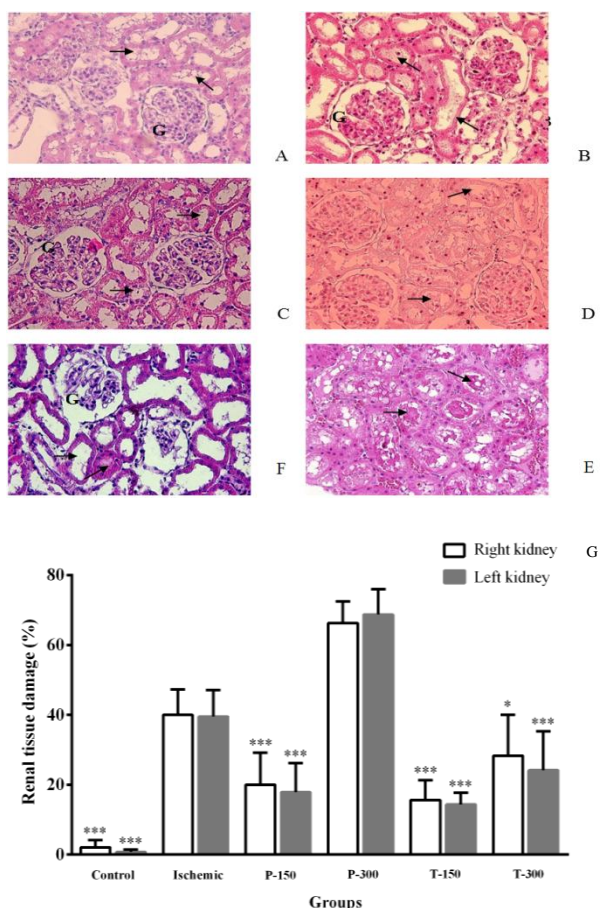 G
A
G
B
G
C
D
G
F
E
G
Right kidney
Left kidney
Renal tissue damage (%)
80
60
40
20
0
***
***
***
***
***
***
*
***
Control
Ischemic
P-150
P-300
T-150
T-300
Groups